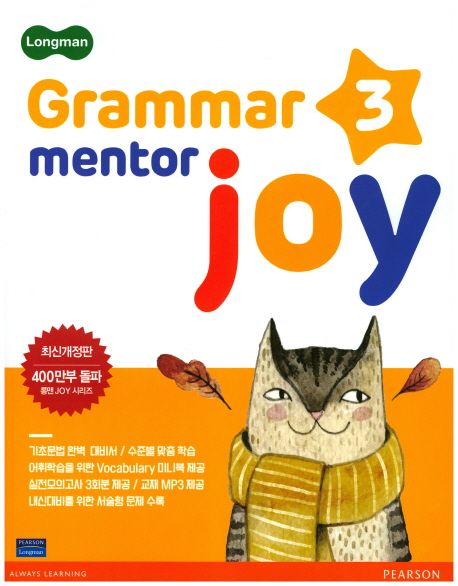 Longman
Grammar 3
mentor
joy
최신개정판
400만부 돌파
롱맨 JOY 시리즈
기초문법 완벽 대비서 / 수준별 맞춤 학습
어휘학습을 위한 Vocabulary 미니북 제공
실전모의고사 3회분 제공 / 교재 MP3 제공
내신대비를 위한 서술형 문제 수록
PEARSON
Longman
ALWAYS LEARNING
PEARSON